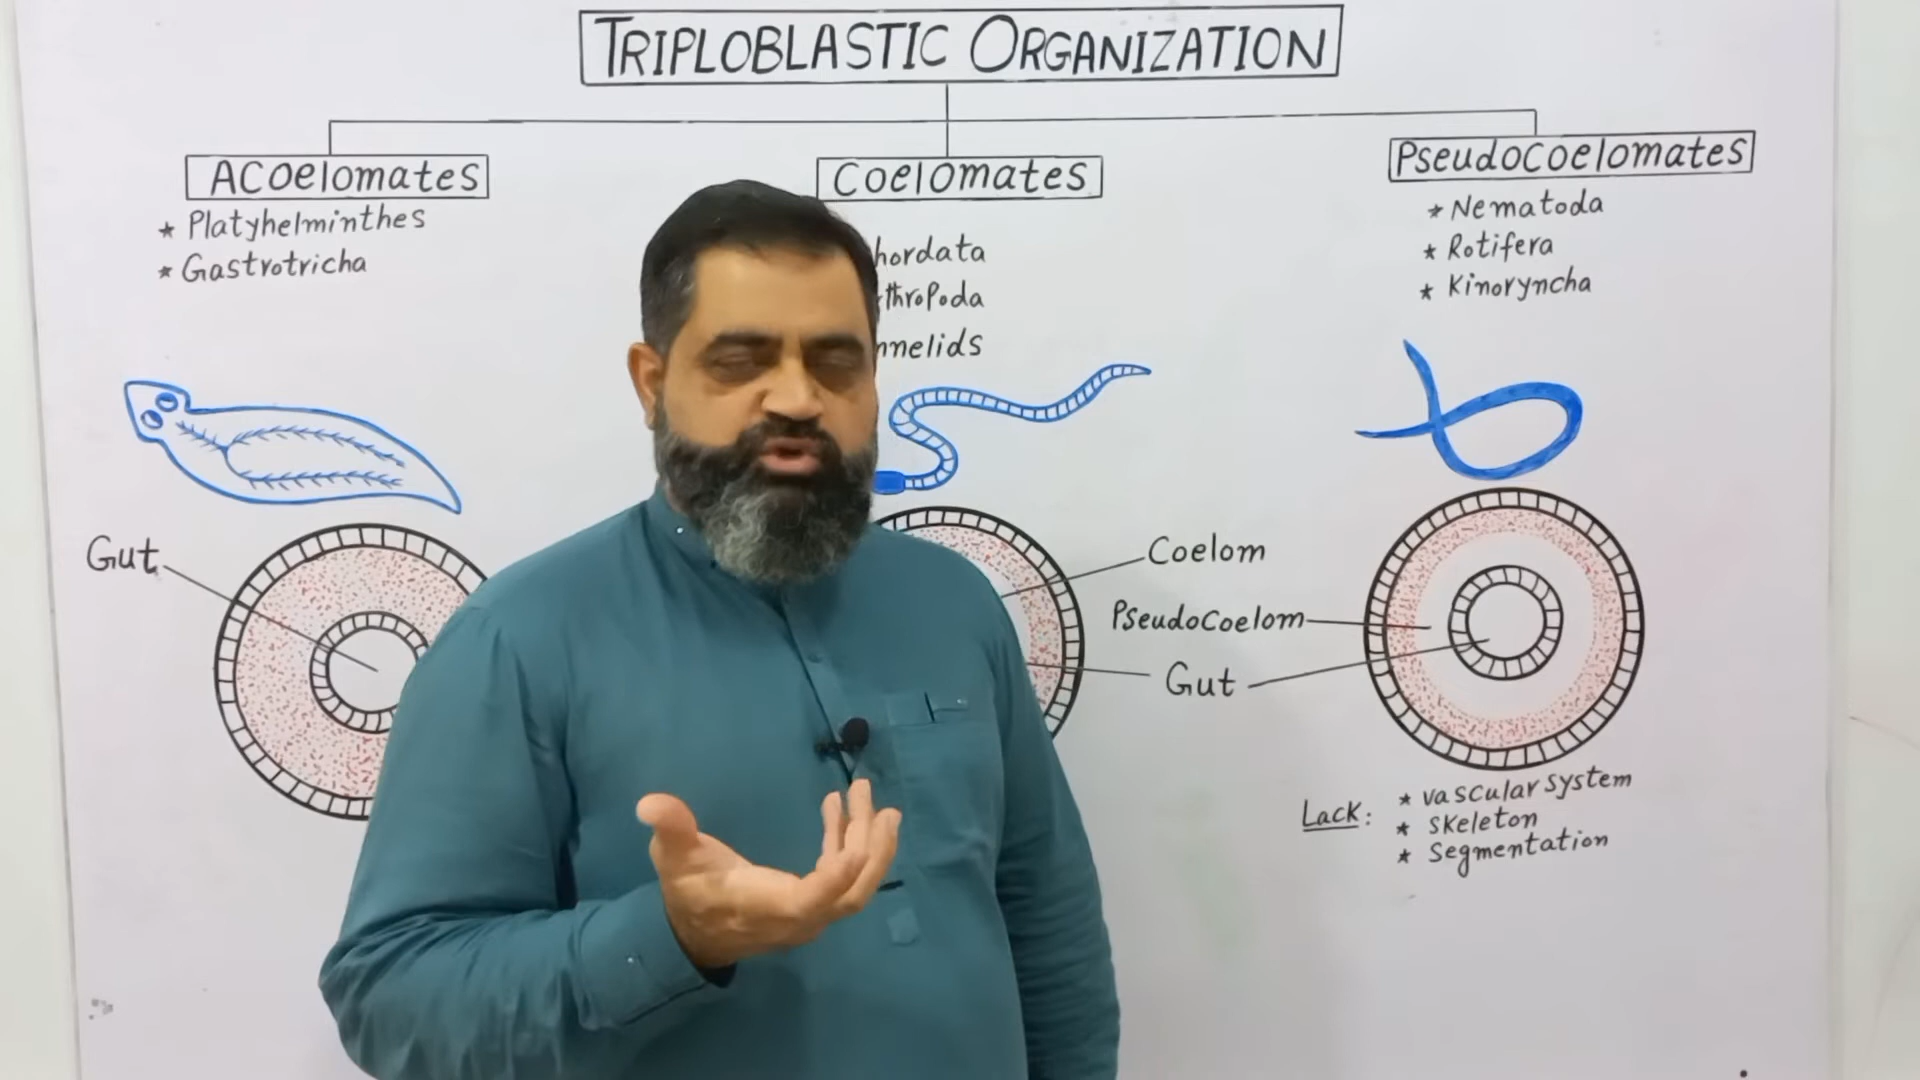 TRIPLOBLASTIC ORGANIZATION
ACoelomates
* Platyhelminthes
* Gastrotricha
Coelomates
hordata
thropoda
nnelids
Pseudocoelomates
* Nematoda
* Rotifera
* Kinoryncha
Gut
Coelom
PseudoCoelom
Gut
Lack: * vascular system
* skeleton
* segmentation